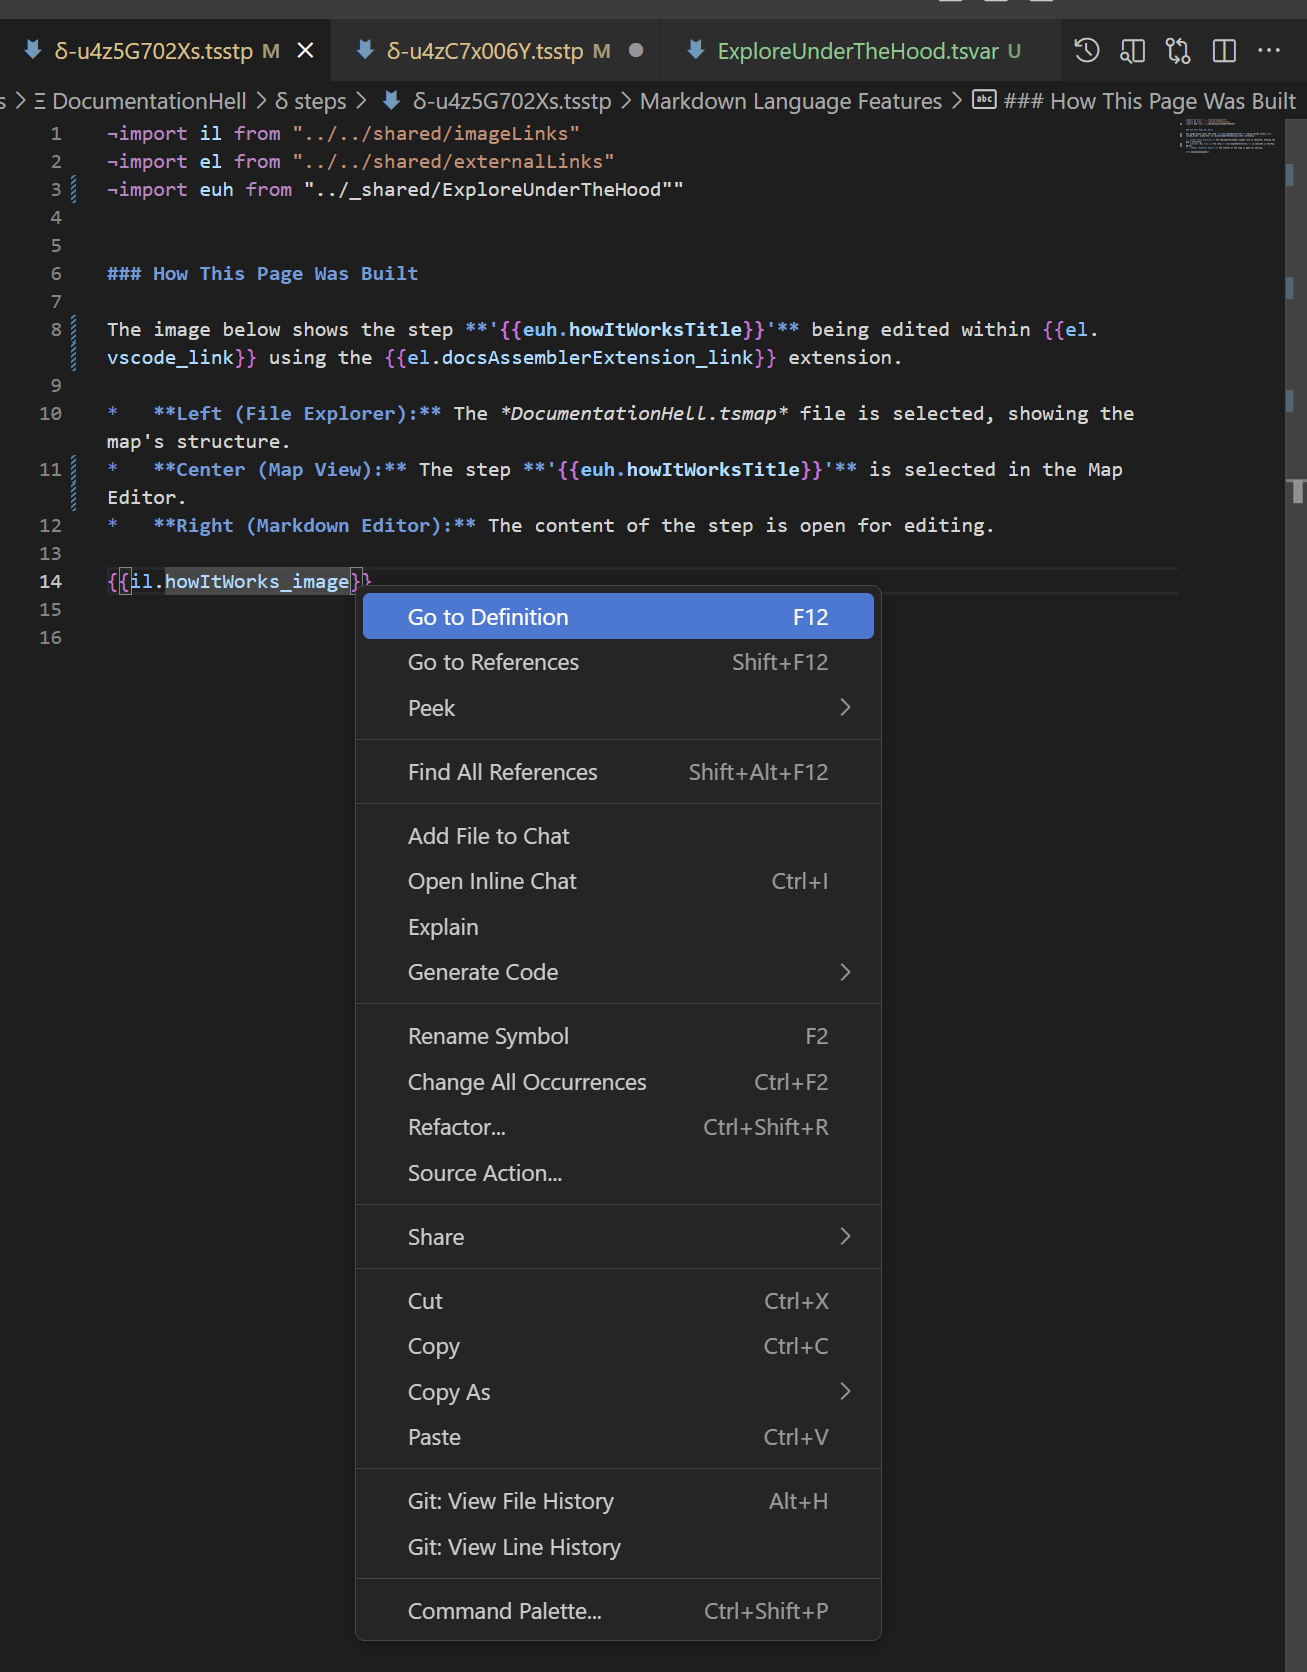 δ-u4z5G702Xs.tsstp M
δ-u4zC7x006Y.tsstp M
ExploreUnderTheHood.tsvar U
s > Ξ DocumentationHell > δ steps > δ-u4z5G702Xs.tsstp > Markdown Language Features > abc ### How This Page Was Built
1 ¬import il from "../../shared/imageLinks"
2 ¬import el from "../../shared/externalLinks"
3 ¬import euh from "../_shared/ExploreUnderTheHood""
4
5
6 ### How This Page Was Built
7
8 The image below shows the step **'{{euh.howItWorksTitle}}'** being edited within {{el.
vscode_link}} using the {{el.docsAssemblerExtension_link}} extension.
9
10 *   **Left (File Explorer):** The *DocumentationHell.tsmap* file is selected, showing the
map's structure.
11 *   **Center (Map View):** The step **'{{euh.howItWorksTitle}}'** is selected in the Map
Editor.
12 *   **Right (Markdown Editor):** The content of the step is open for editing.
13
14 {{il.howItWorks_image}}
15
16
Go to Definition F12
Go to References Shift+F12
Peek
Find All References Shift+Alt+F12
Add File to Chat
Open Inline Chat Ctrl+I
Explain
Generate Code
Rename Symbol F2
Change All Occurrences Ctrl+F2
Refactor... Ctrl+Shift+R
Source Action...
Share
Cut Ctrl+X
Copy Ctrl+C
Copy As
Paste Ctrl+V
Git: View File History Alt+H
Git: View Line History
Command Palette... Ctrl+Shift+P